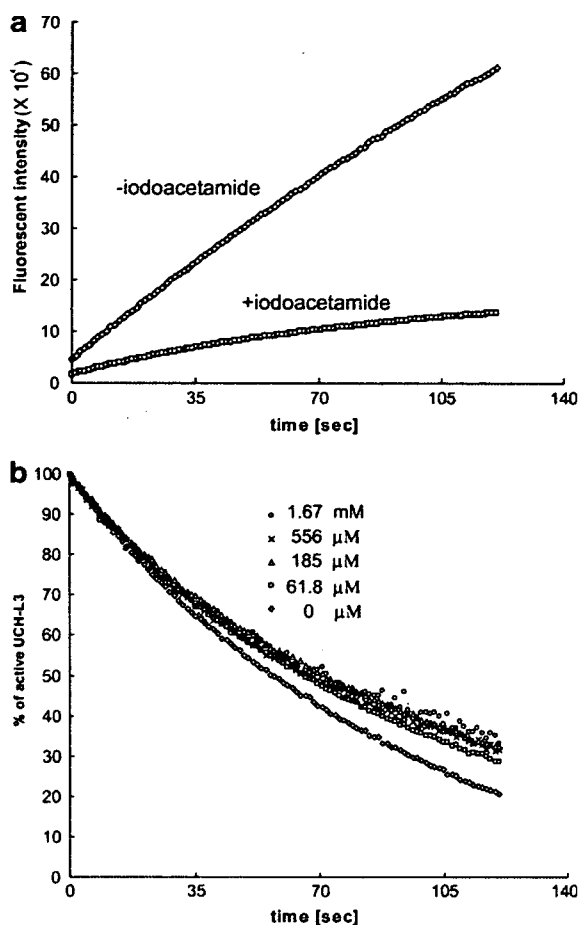 a
Fluorescent intensity (X 10⁴)
70
60
50
40
30
20
10
0
-iodoacetamide
+iodoacetamide
0
35
70
105
140
time [sec]
b
% of active UCH-L3
100
90
80
70
60
50
40
30
20
10
0
1.67 mM
556 μM
185 μM
61.8 μM
0 μM
0
35
70
105
140
time [sec]